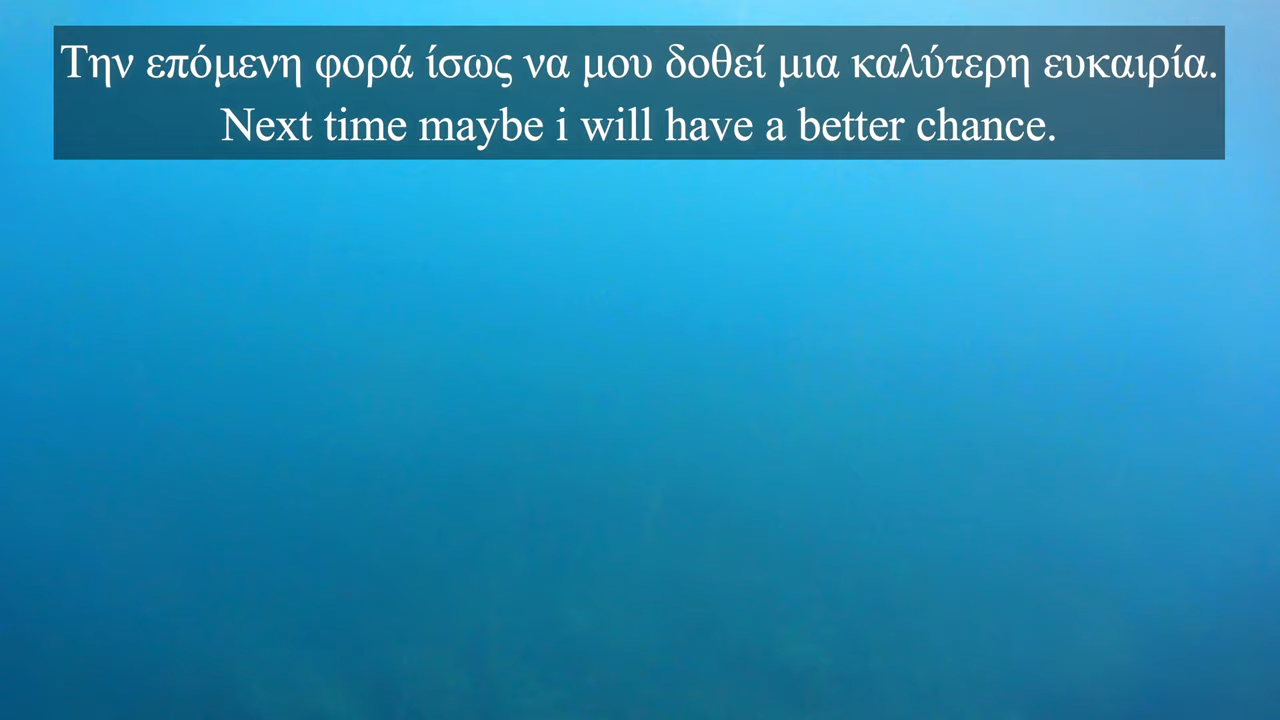 Την επόμενη φορά ίσως να μου δοθεί μια καλύτερη ευκαιρία.
Next time maybe i will have a better chance.